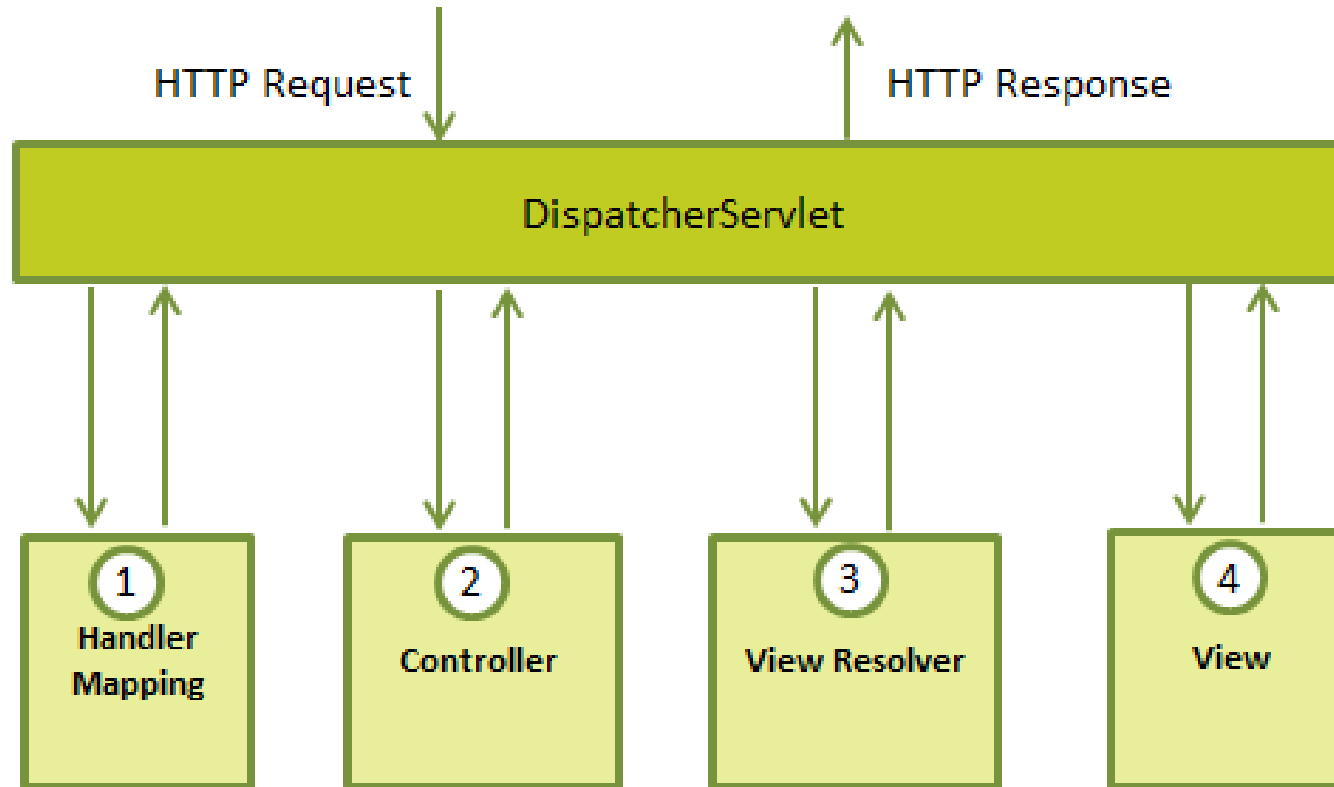 HTTP Request
HTTP Response
DispatcherServlet
1
Handler
Mapping
2
Controller
3
View Resolver
4
View